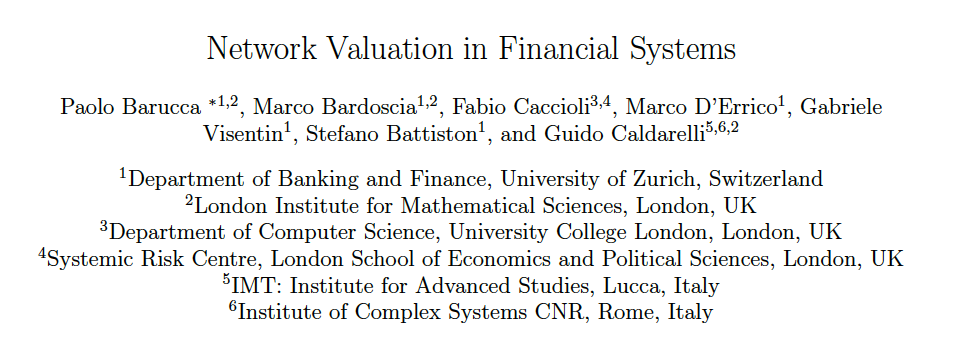 Network Valuation in Financial Systems
Paolo Barucca *1,2, Marco Bardoscia1,2, Fabio Caccioli3,4, Marco D'Errico1, Gabriele
Visentin1, Stefano Battiston1, and Guido Caldarelli5,6,2
1Department of Banking and Finance, University of Zurich, Switzerland
2London Institute for Mathematical Sciences, London, UK
3Department of Computer Science, University College London, London, UK
4Systemic Risk Centre, London School of Economics and Political Sciences, London, UK
5IMT: Institute for Advanced Studies, Lucca, Italy
6Institute of Complex Systems CNR, Rome, Italy